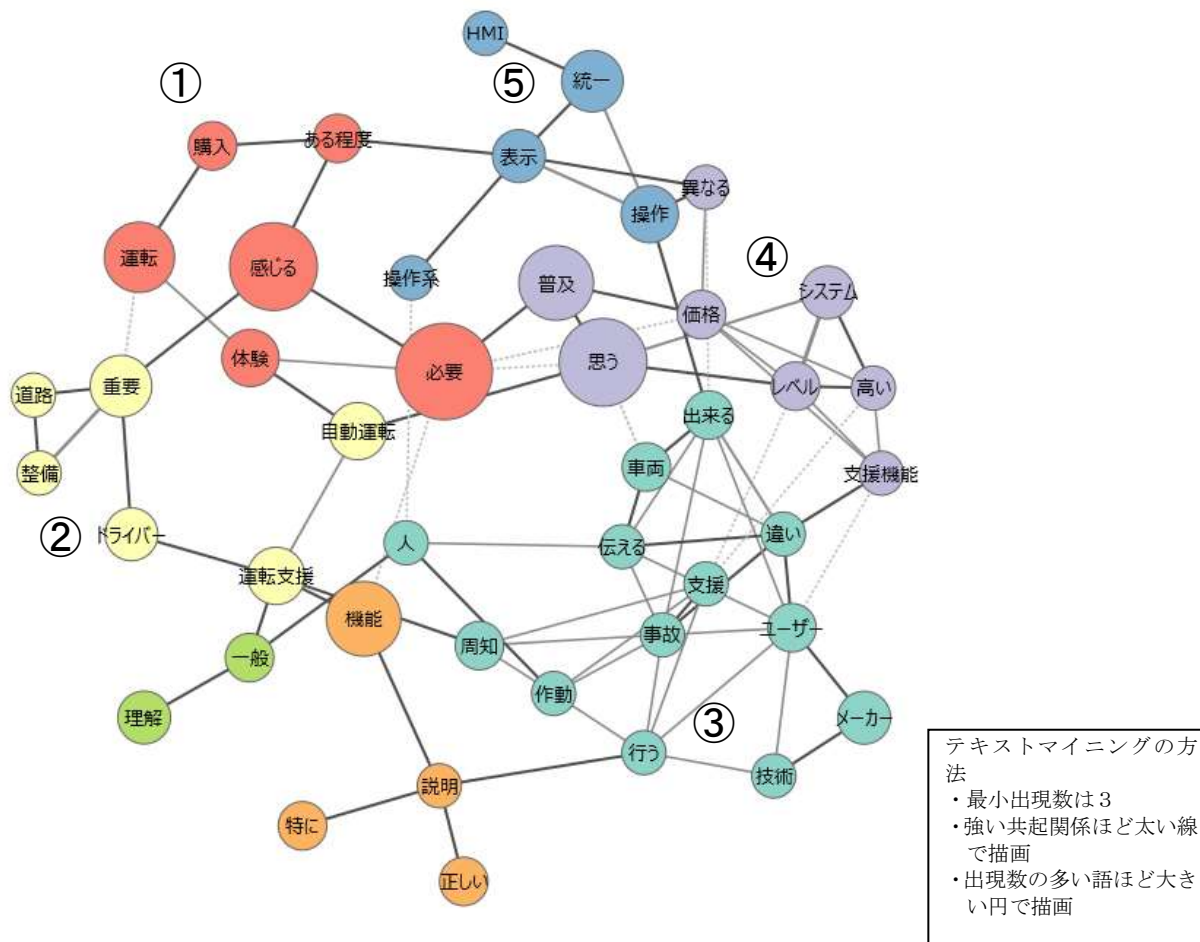 HMI
①
⑤
統一
購入
ある程度
表示
異なる
操作
運転
感じる
操作系
普及
④
システム
価格
体験
必要
思う
道路
重要
レベル
高い
自動運転
出来る
整備
車両
支援機能
②
ドライバー
人
伝える
違い
運転支援
支援
機能
周知
事故
ユーザー
一般
作動
理解
③
メーカー
行う
説明
技術
特に
正しい
テキストマイニングの方
法
・最小出現数は3
・強い共起関係ほど太い線
で描画
・出現数の多い語ほど大き
い円で描画